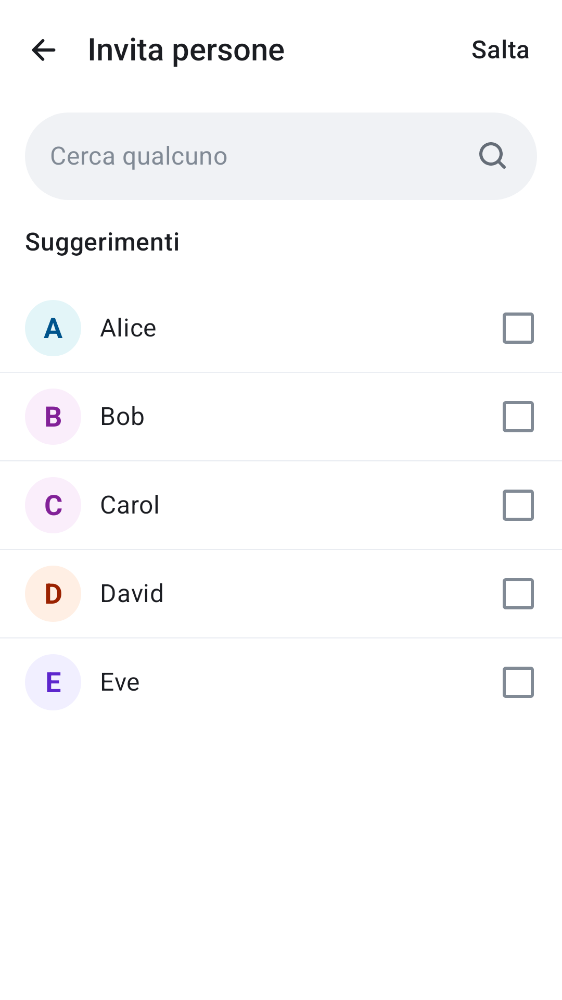 Invita persone
Salta
Cerca qualcuno
Suggerimenti
A Alice
B Bob
C Carol
D David
E Eve